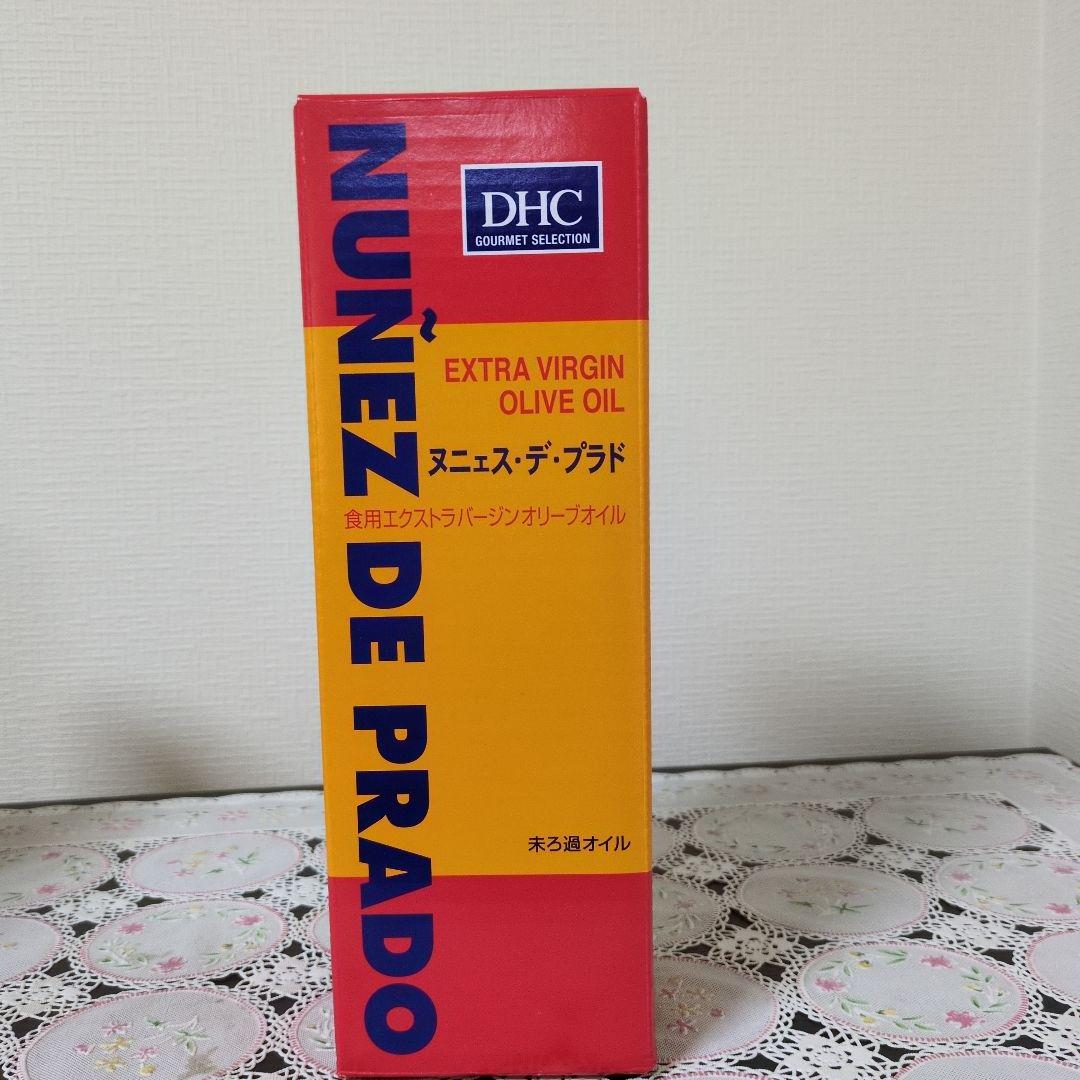 NUÑEZ DE PRADO
DHC
GOURMET SELECTION
EXTRA VIRGIN
OLIVE OIL
ヌニェス・デ・プラド
食用エクストラバージンオリーブオイル
未ろ過オイル